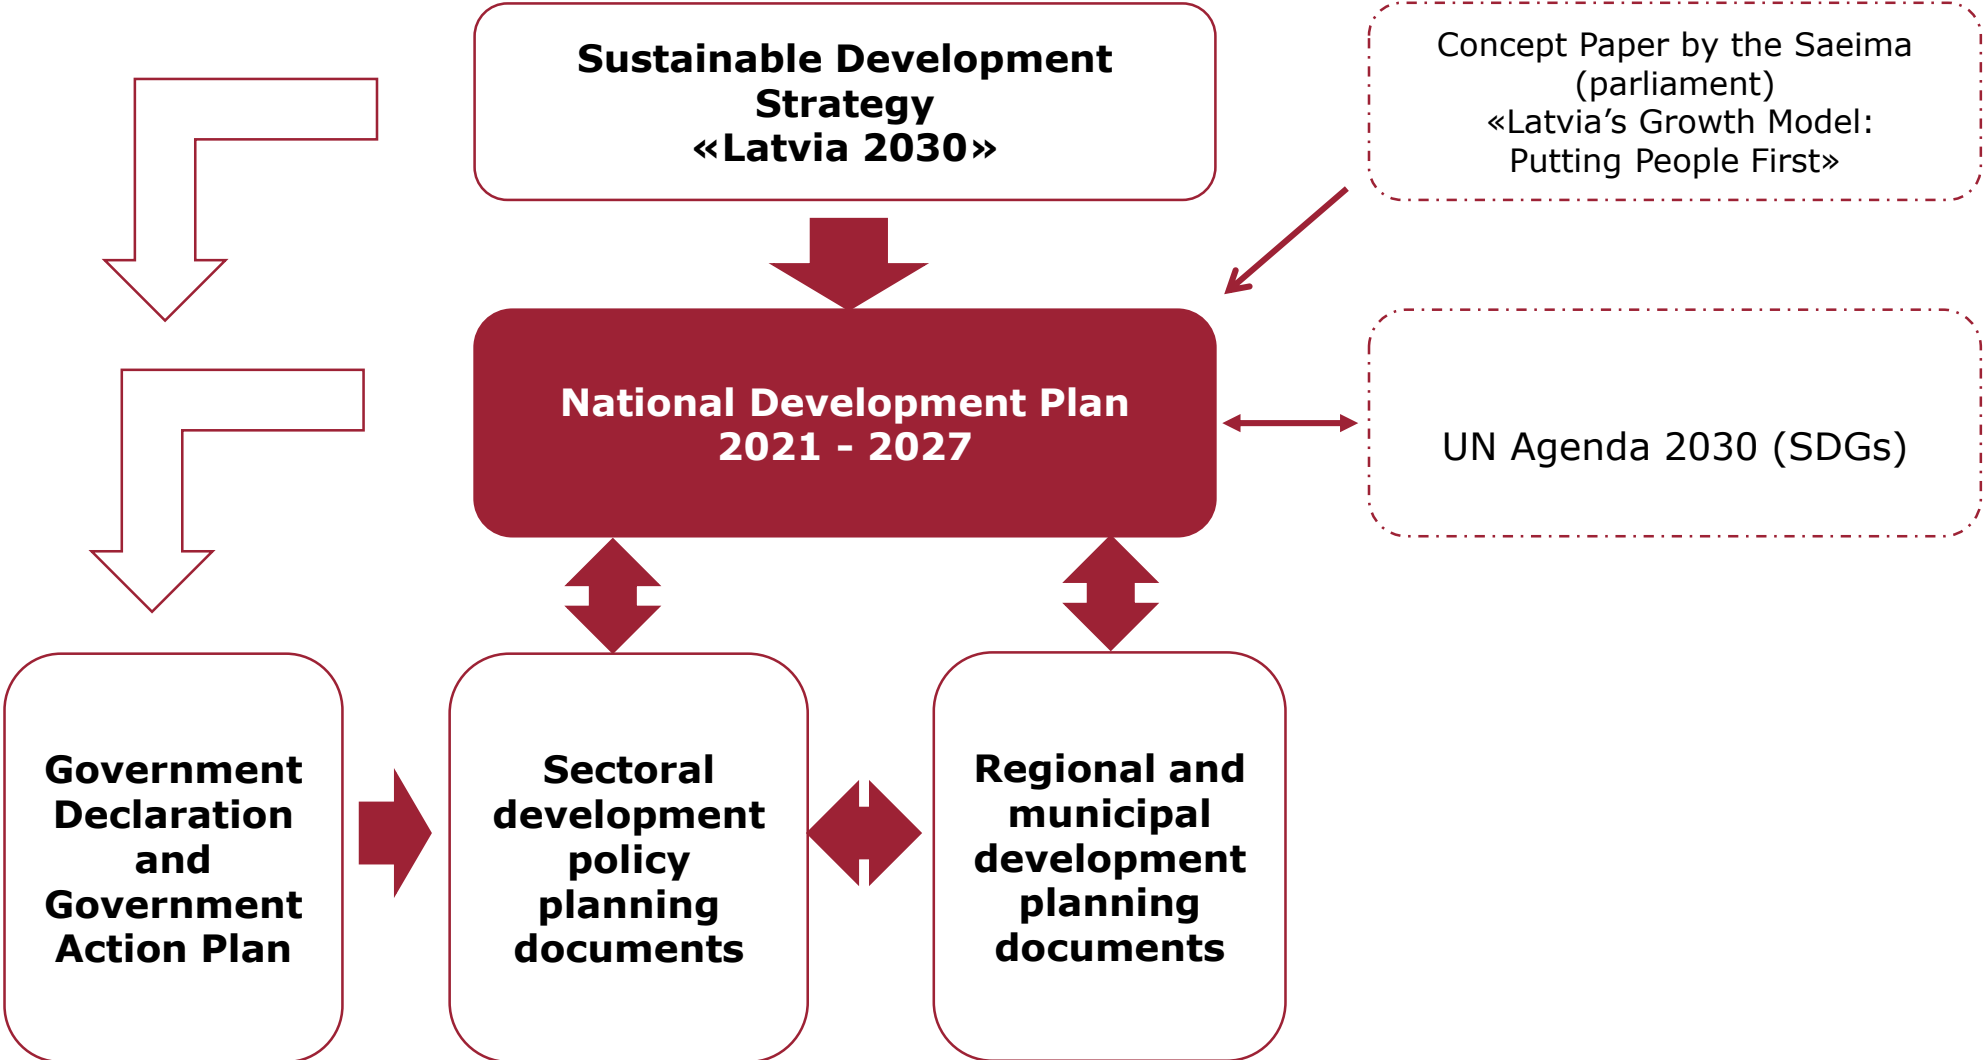 Sustainable Development
Strategy
«Latvia 2030»
Concept Paper by the Saeima
(parliament)
«Latvia’s Growth Model:
Putting People First»
National Development Plan
2021 - 2027
UN Agenda 2030 (SDGs)
Government
Declaration
and
Government
Action Plan
Sectoral
development
policy
planning
documents
Regional and
municipal
development
planning
documents